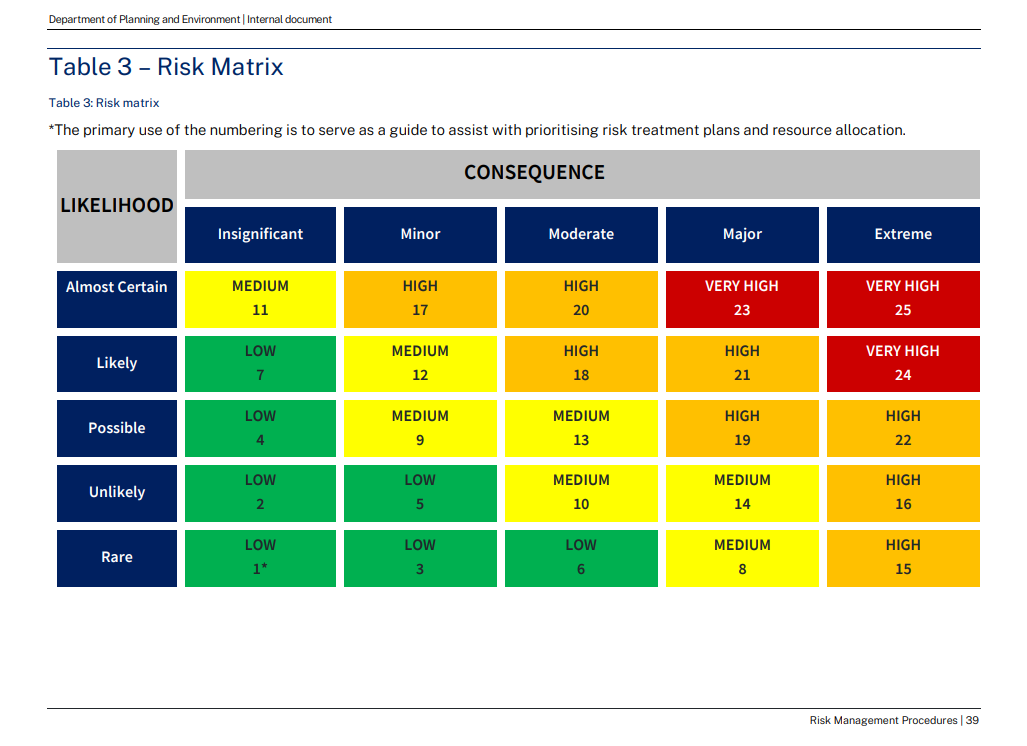 Department of Planning and Environment | Internal document
Table 3 – Risk Matrix
Table 3: Risk matrix
*The primary use of the numbering is to serve as a guide to assist with prioritising risk treatment plans and resource allocation.
LIKELIHOOD
CONSEQUENCE
Insignificant Minor Moderate Major Extreme
Almost Certain MEDIUM HIGH HIGH VERY HIGH VERY HIGH
11 17 20 23 25
LOW MEDIUM HIGH HIGH VERY HIGH
Likely
7 12 18 21 24
LOW MEDIUM MEDIUM HIGH HIGH
Possible
4 9 13 19 22
LOW LOW MEDIUM MEDIUM HIGH
Unlikely
2 5 10 14 16
LOW LOW LOW MEDIUM HIGH
Rare
1* 3 6 8 15
Risk Management Procedures | 39